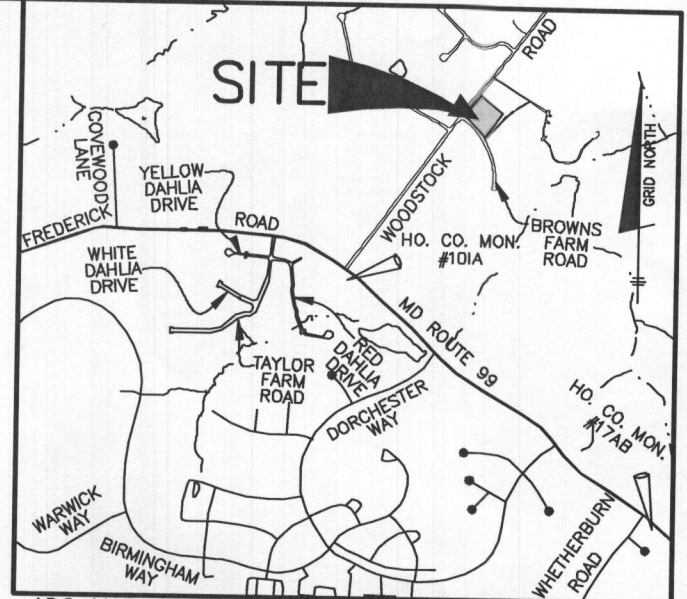 SITE
ROAD
COVEWOOD
LANE
YELLOW
DAHLIA
DRIVE
GRID NORTH
FREDERICK
ROAD
WOODSTOCK
HO. CO. MON.
#101A
BROWNS
FARM
ROAD
WHITE
DAHLIA
DRIVE
MD ROUTE 99
TAYLOR
FARM
ROAD
RED
DAHLIA
DRIVE
DORCHESTER
WAY
HO. CO. MON.
#17AB
WARWICK
WAY
BIRMINGHAM
WAY
WHETHERBURN
ROAD